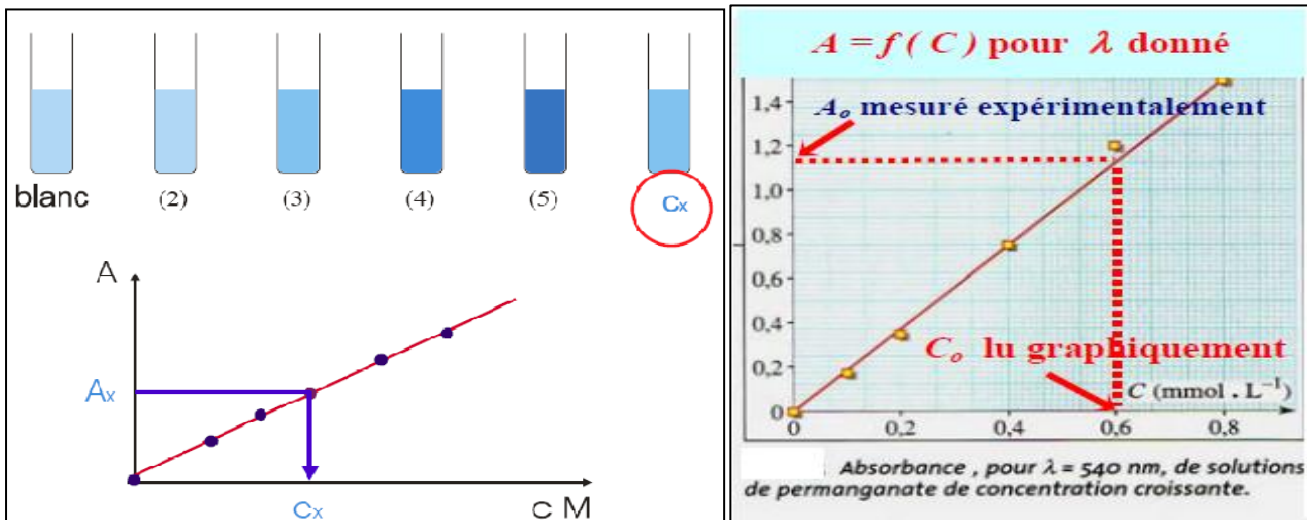 blanc (2) (3) (4) (5) Cx
A
Ax
Cx c M
A = f ( C ) pour λ donné
1,4
Ao mesuré expérimentalement
1,2
1,0
0,8
0,6
0,4
Co lu graphiquement
0,2
C (mmol . L⁻¹)
0
0 0,2 0,4 0,6 0,8
Absorbance , pour λ = 540 nm, de solutions
de permanganate de concentration croissante.